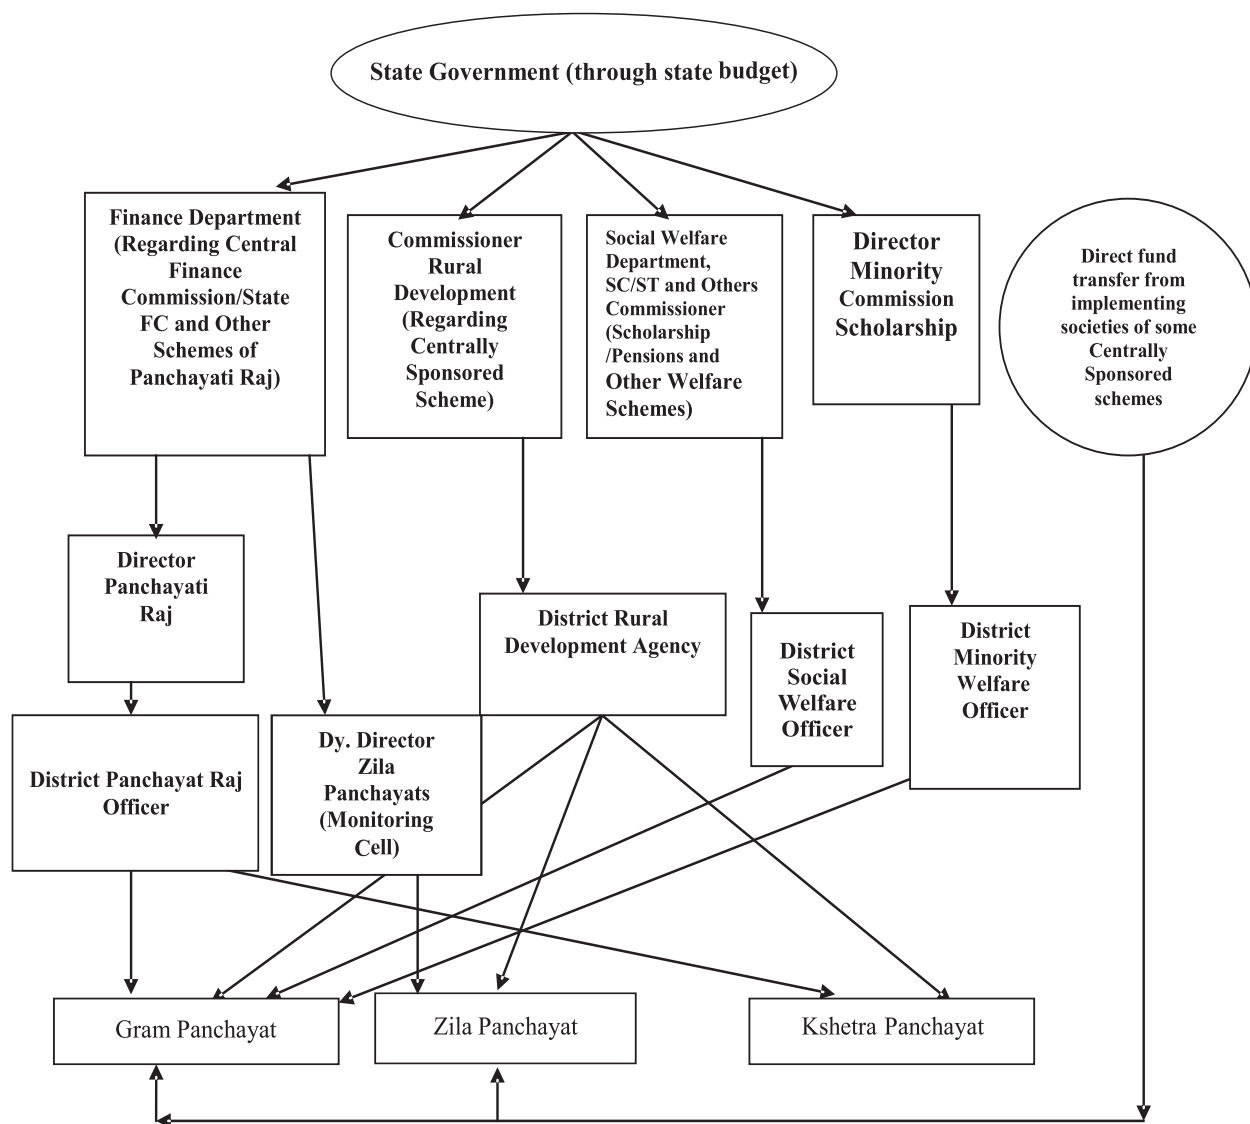 State Government (through state budget)
Finance Department
(Regarding Central
Finance
Commission/State
FC and Other
Schemes of
Panchayati Raj)
Commissioner
Rural
Development
(Regarding
Centrally
Sponsored
Scheme)
Social Welfare
Department,
SC/ST and Others
Commissioner
(Scholarship
/Pensions and
Other Welfare
Schemes)
Director
Minority
Commission
Scholarship
Direct fund
transfer from
implementing
societies of some
Centrally
Sponsored
schemes
Director
Panchayati
Raj
District Rural
Development Agency
District
Social
Welfare
Officer
District
Minority
Welfare
Officer
District Panchayat Raj
Officer
Dy. Director
Zila
Panchayats
(Monitoring
Cell)
Gram Panchayat
Zila Panchayat
Kshetra Panchayat